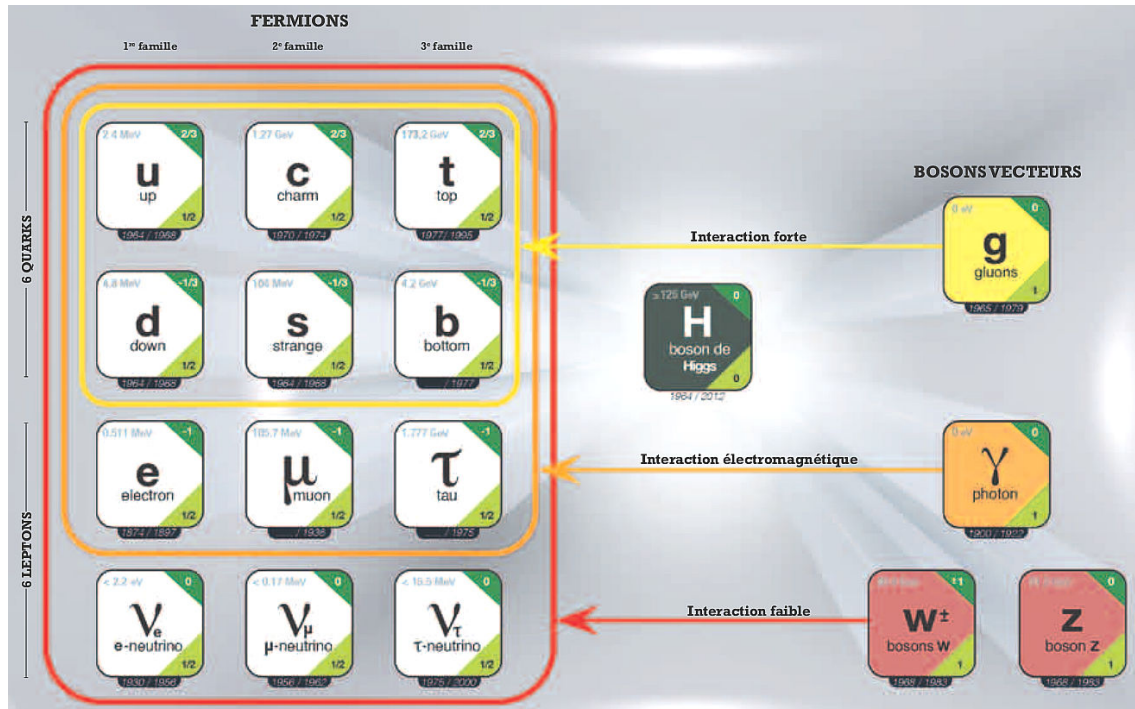 FERMIONS
1re famille
2e famille
3e famille
6 QUARKS
2.4 MeV 2/3
u
up
1/2
1964 / 1968
1.27 GeV 2/3
c
charm
1/2
1970 / 1974
173,2 GeV 2/3
t
top
1/2
1977/ 1995
4.8 MeV -1/3
d
down
1/2
1964 / 1968
104 MeV -1/3
s
strange
1/2
1964 / 1968
4.2 GeV -1/3
b
bottom
1/2
/ 1977
6 LEPTONS
0.511 MeV -1
e
electron
1/2
1874 / 1897
105.7 MeV -1
μ
muon
1/2
/ 1936
1.777 GeV -1
τ
tau
1/2
/ 1975
< 2.2 eV 0
νe
e-neutrino
1/2
1930 / 1956
< 0.17 MeV 0
νμ
μ-neutrino
1/2
1956 / 1962
< 15.5 MeV 0
ντ
τ-neutrino
1/2
1975 / 2000
Interaction forte
≥ 125 GeV 0
H
boson de
Higgs
0
1964 / 2012
Interaction électromagnétique
Interaction faible
BOSONS VECTEURS
0 eV 0
g
gluons
1
1965 / 1979
0 eV 0
γ
photon
1
1900 / 1922
±1
W±
bosons W
1
1968 / 1983
0
Z
boson Z
1
1968 / 1983